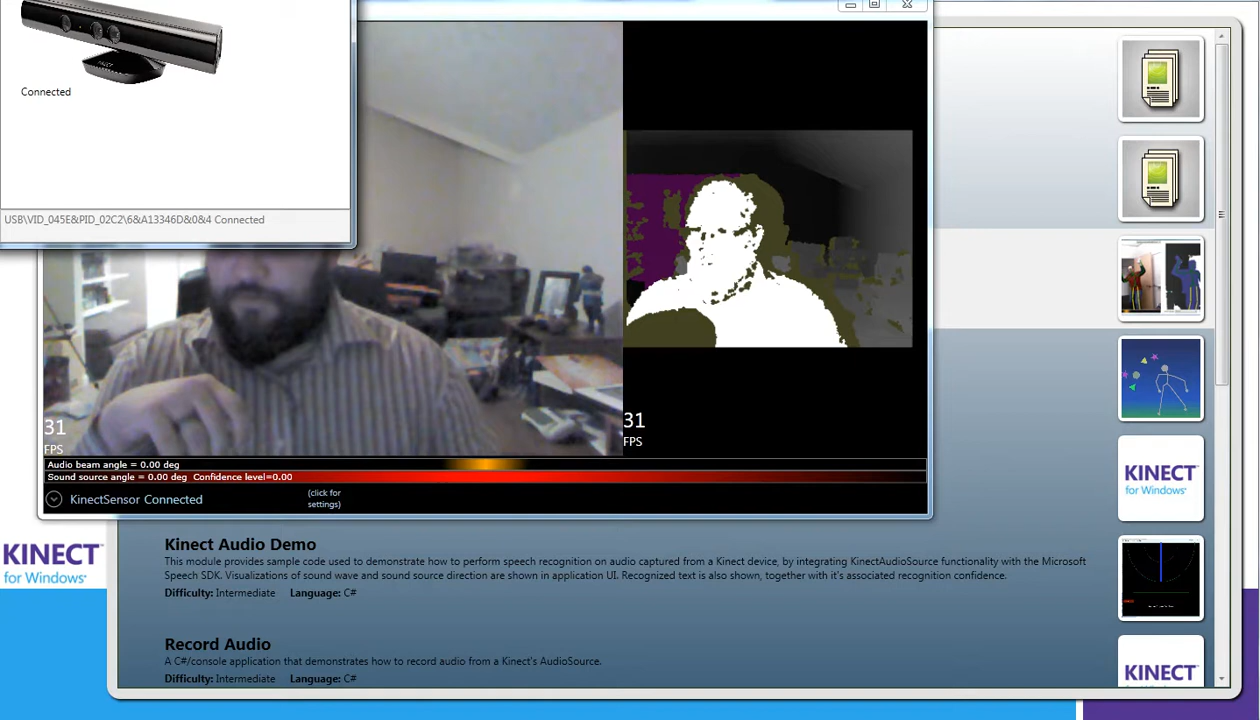 Connected
USB\VID_045E&PID_02C2\6&A13346D&0&4 Connected
31
FPS
31
FPS
Audio beam angle = 0.00 deg
Sound source angle = 0.00 deg Confidence level=0.00
KinectSensor Connected
(click for
settings)
KINECT
for Windows
KINECT
for Windows
Kinect Audio Demo
This module provides sample code used to demonstrate how to perform speech recognition on audio captured from a Kinect device, by integrating KinectAudioSource functionality with the Microsoft
Speech SDK. Visualizations of sound wave and sound source direction are shown in application UI. Recognized text is also shown, together with it's associated recognition confidence.
Difficulty: Intermediate Language: C#
Record Audio
A C#/console application that demonstrates how to record audio from a Kinect's AudioSource.
Difficulty: Intermediate Language: C#
KINECT